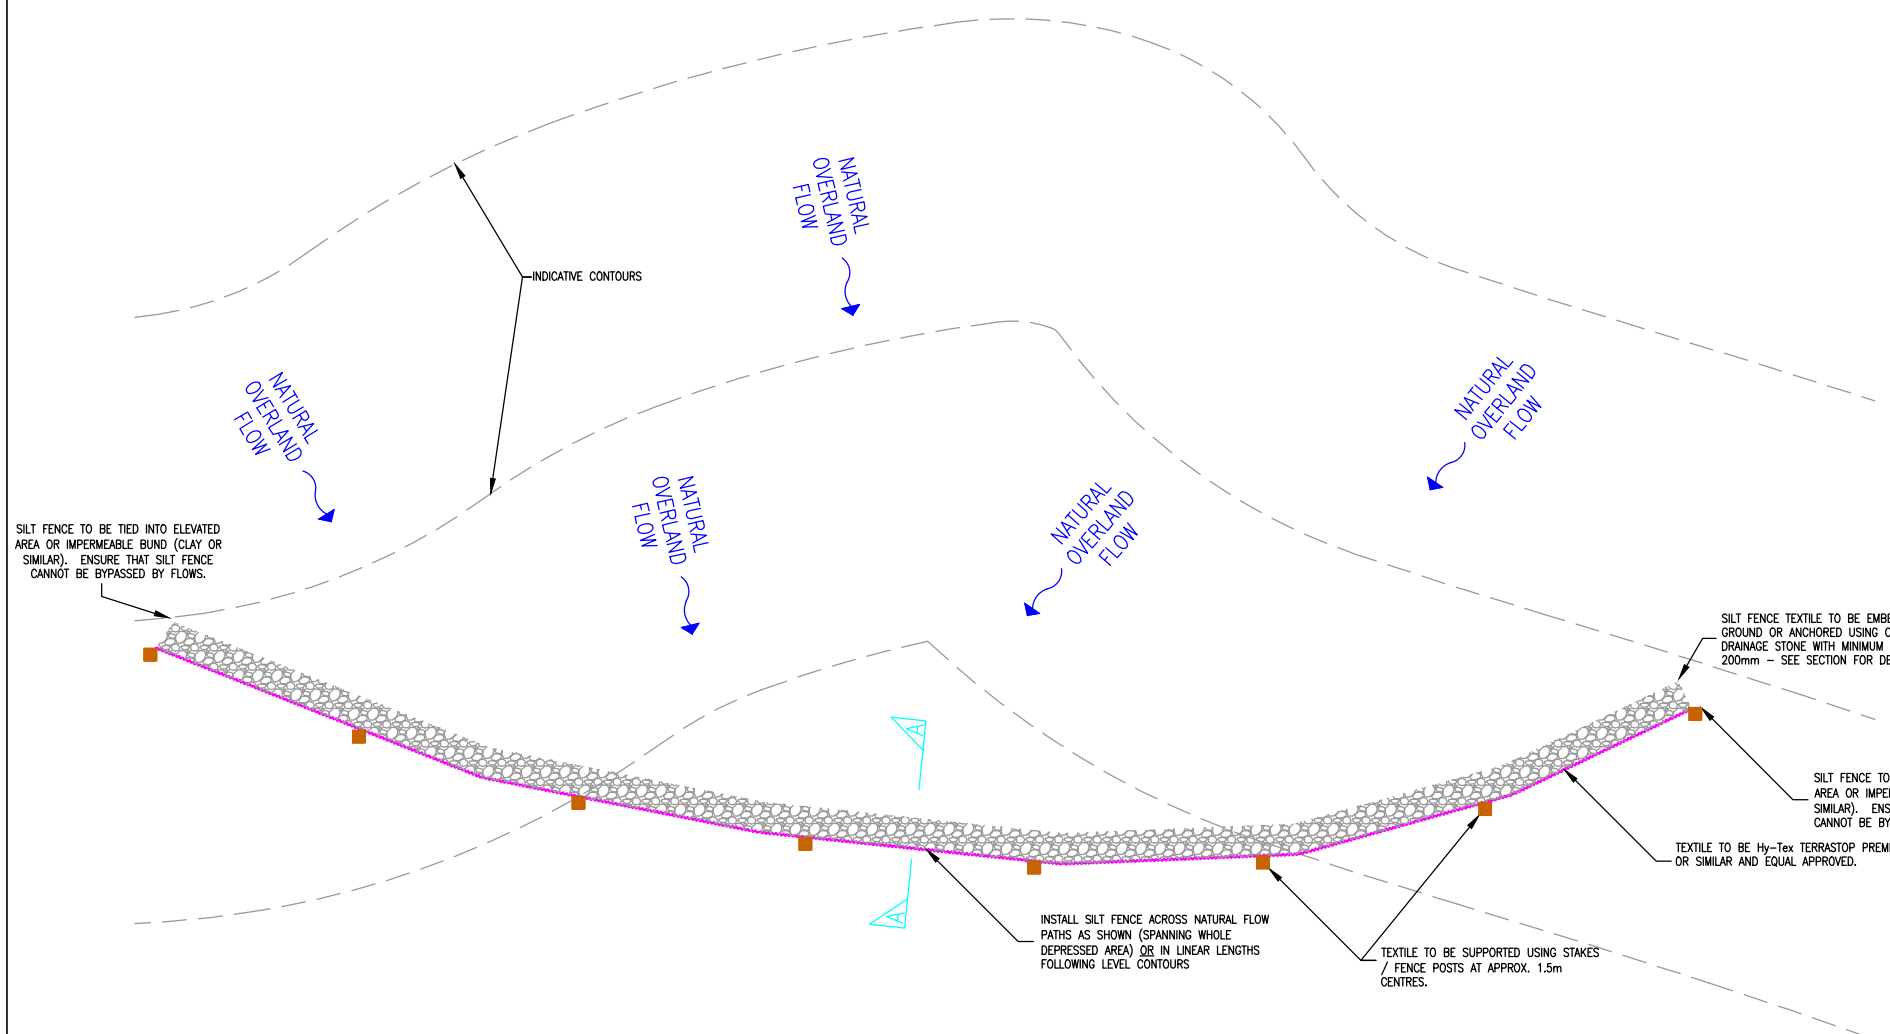 NATURAL
OVERLAND
FLOW
INDICATIVE CONTOURS
NATURAL
OVERLAND
FLOW
NATURAL
OVERLAND
FLOW
NATURAL
OVERLAND
FLOW
NATURAL
OVERLAND
FLOW
SILT FENCE TO BE TIED INTO ELEVATED
AREA OR IMPERMEABLE BUND (CLAY OR
SIMILAR). ENSURE THAT SILT FENCE
CANNOT BE BYPASSED BY FLOWS.
SILT FENCE TEXTILE TO BE
GROUND OR ANCHORED USING
DRAINAGE STONE WITH MINIMUM
200mm - SEE SECTION FOR
A
SILT FENCE TO
AREA OR
SIMILAR).
CANNOT BE
TEXTILE TO BE Hy-Tex TERRASTOP
OR SIMILAR AND EQUAL APPROVED.
A
INSTALL SILT FENCE ACROSS NATURAL FLOW
PATHS AS SHOWN (SPANNING WHOLE
DEPRESSED AREA) OR IN LINEAR LENGTHS
FOLLOWING LEVEL CONTOURS
TEXTILE TO BE SUPPORTED USING STAKES
/ FENCE POSTS AT APPROX. 1.5m
CENTRES.